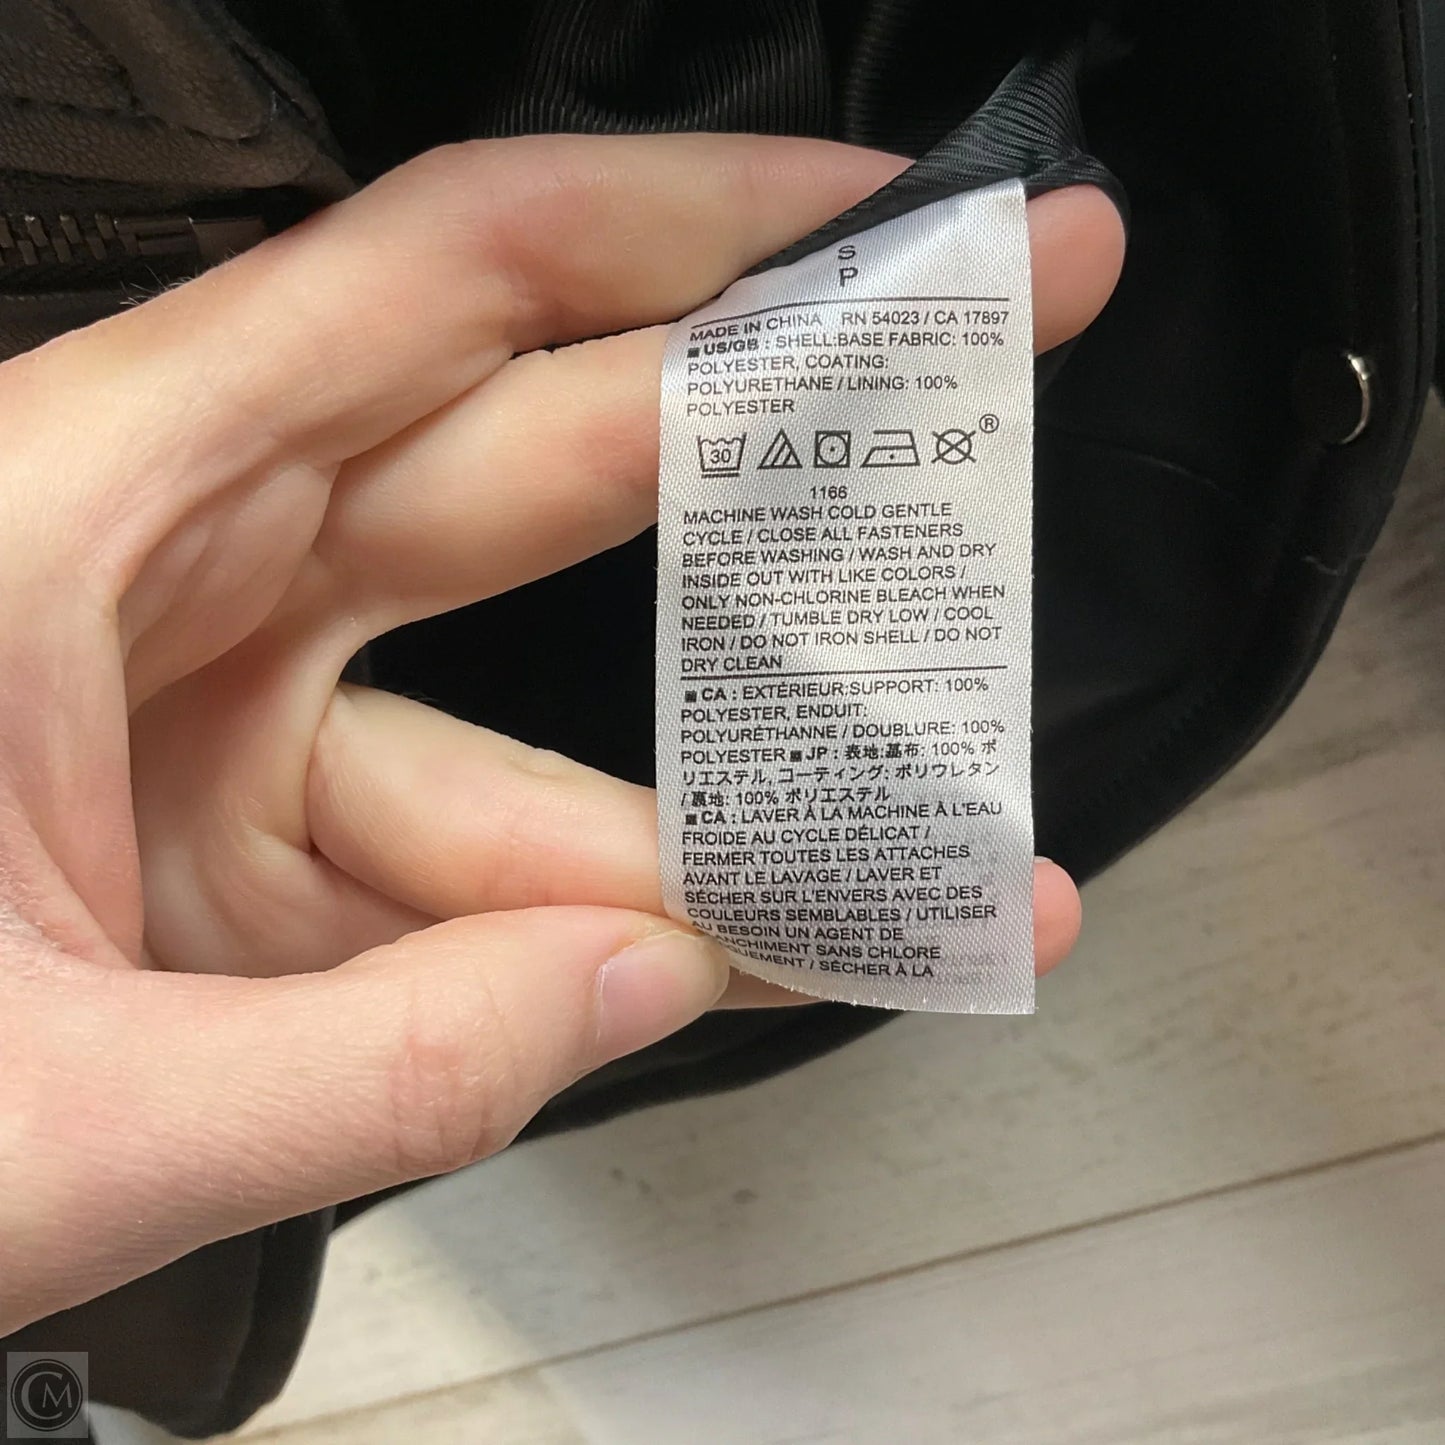 S
P
MADE IN CHINA RN 54023 / CA 17897
■ US/GB : SHELL:BASE FABRIC: 100%
POLYESTER, COATING:
POLYURETHANE / LINING: 100%
POLYESTER
®
30
1166
MACHINE WASH COLD GENTLE
CYCLE / CLOSE ALL FASTENERS
BEFORE WASHING / WASH AND DRY
INSIDE OUT WITH LIKE COLORS /
ONLY NON-CHLORINE BLEACH WHEN
NEEDED / TUMBLE DRY LOW / COOL
IRON / DO NOT IRON SHELL / DO NOT
DRY CLEAN
■ CA : EXTÉRIEUR:SUPPORT: 100%
POLYESTER, ENDUIT:
POLYURÉTHANNE / DOUBLURE: 100%
POLYESTER ■ JP : 表地:基布: 100% ポ
リエステル, コーティング: ポリウレタン
/ 裏地: 100% ポリエステル
■ CA : LAVER À LA MACHINE À L'EAU
FROIDE AU CYCLE DÉLICAT /
FERMER TOUTES LES ATTACHES
AVANT LE LAVAGE / LAVER ET
SÉCHER SUR L'ENVERS AVEC DES
COULEURS SEMBLABLES / UTILISER
AU BESOIN UN AGENT DE
SANS CHLORE
/ SÉCHER À LA
CM